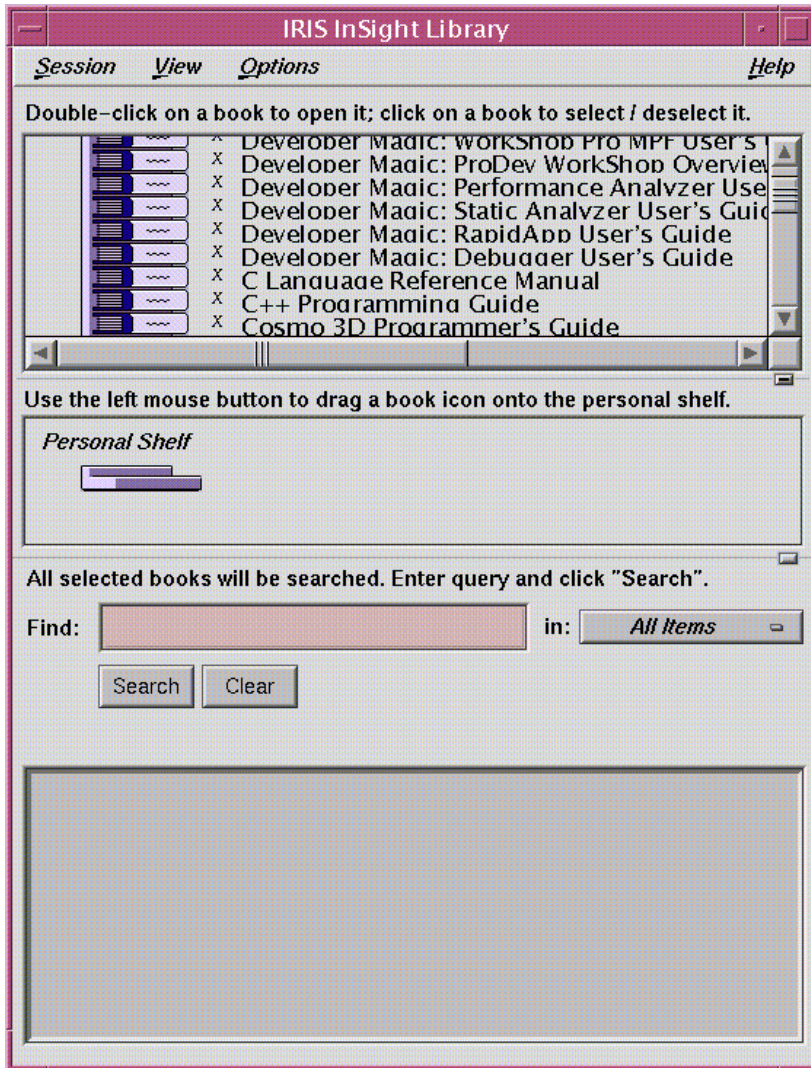 IRIS InSight Library
Session View Options Help
Double-click on a book to open it; click on a book to select / deselect it.
X Developer Magic: WorkShop Pro MPF User's
X Developer Magic: ProDev WorkShop Overview
X Developer Magic: Performance Analyzer Use
X Developer Magic: Static Analyzer User's Guid
X Developer Magic: RapidApp User's Guide
X Developer Magic: Debugger User's Guide
X C Language Reference Manual
X C++ Programming Guide
X Cosmo 3D Programmer's Guide
Use the left mouse button to drag a book icon onto the personal shelf.
Personal Shelf
All selected books will be searched. Enter query and click "Search".
Find: in: All Items
Search Clear